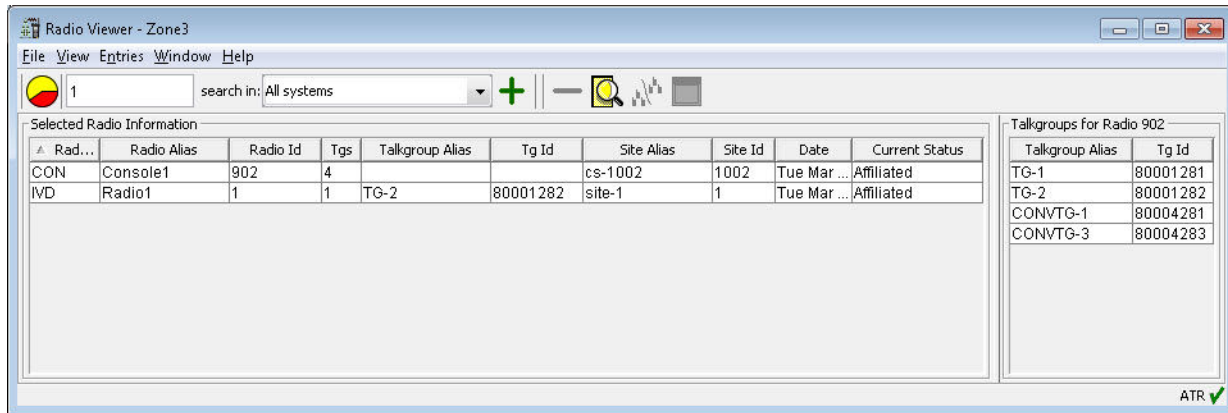 Radio Viewer - Zone3
File View Entries Window Help
1 search in: All systems
Selected Radio Information
Rad... Radio Alias Radio Id Tgs Talkgroup Alias Tg Id Site Alias Site Id Date Current Status
CON Console1 902 4 cs-1002 1002 Tue Mar ... Affiliated
IVD Radio1 1 1 TG-2 80001282 site-1 1 Tue Mar ... Affiliated
Talkgroups for Radio 902
Talkgroup Alias Tg Id
TG-1 80001281
TG-2 80001282
CONVTG-1 80004281
CONVTG-3 80004283
ATR